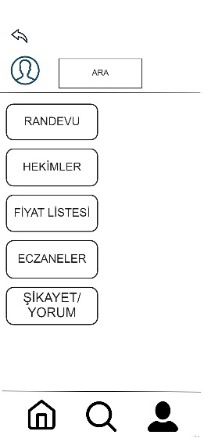 ARA
RANDEVU
HEKİMLER
FİYAT LİSTESİ
ECZANELER
ŞİKAYET/
YORUM